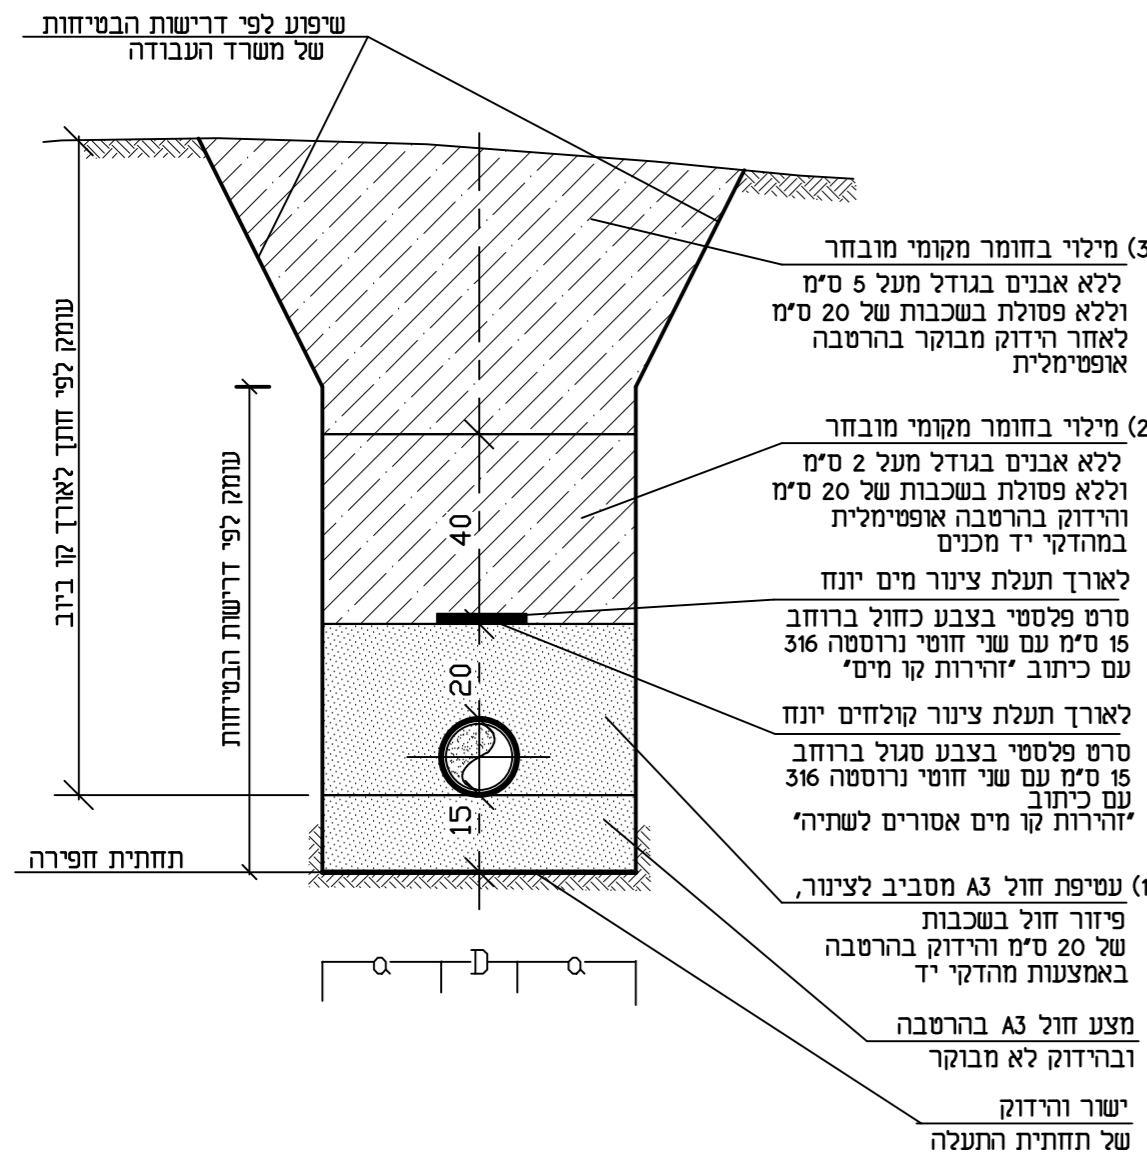 שיפוע לפי דרישות הבטיחות
של משרד העבודה
3) מילוי בחומר מקומי מובחר
ללא אבנים בגודל מעל 5 ס"מ
וללא פסולת בשכבות של 20 ס"מ
לאחר הידוק מבוקר בהרטבה
אופטימלית
2) מילוי בחומר מקומי מובחר
ללא אבנים בגודל מעל 2 ס"מ
וללא פסולת בשכבות של 20 ס"מ
והידוק בהרטבה אופטימלית
במהדקי יד מכנים
לאורך תעלת צינור מים יונח
סרט פלסטי בצבע כחול ברוחב
15 ס"מ עם שני חוטי נרוסטה 316
עם כיתוב "זהירות קו מים"
לאורך תעלת צינור קולחים יונח
סרט פלסטי בצבע סגול ברוחב
15 ס"מ עם שני חוטי נרוסטה 316
עם כיתוב
"זהירות קו מים אסורים לשתיה"
1) עטיפת חול A3 מסביב לצינור,
פיזור חול בשכבות
של 20 ס"מ והידוק בהרטבה
באמצעות מהדקי יד
מצע חול A3 בהרטבה
ובהידוק לא מבוקר
ישור והידוק
של תחתית התעלה
עומק לפי חתך לאורך קו ביוב
עומק לפי דרישות הבטיחות
תחתית חפירה
40
20
15
a D a